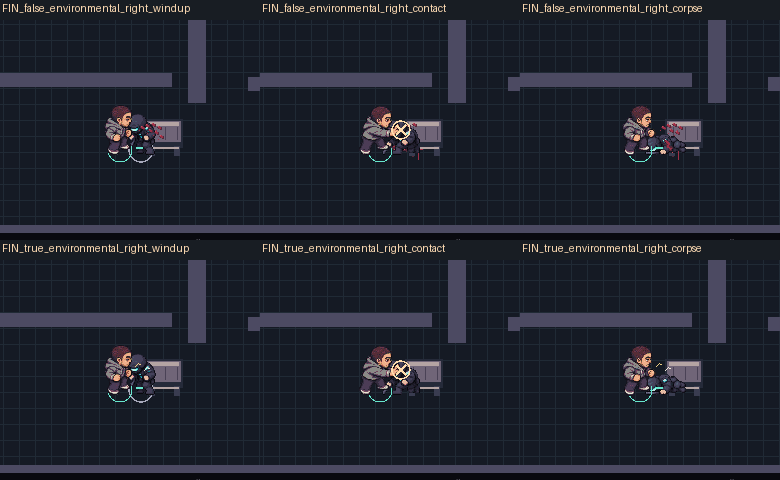 FIN_false_environmental_right_windup
FIN_false_environmental_right_contact
FIN_false_environmental_right_corpse
FIN_true_environmental_right_windup
FIN_true_environmental_right_contact
FIN_true_environmental_right_corpse